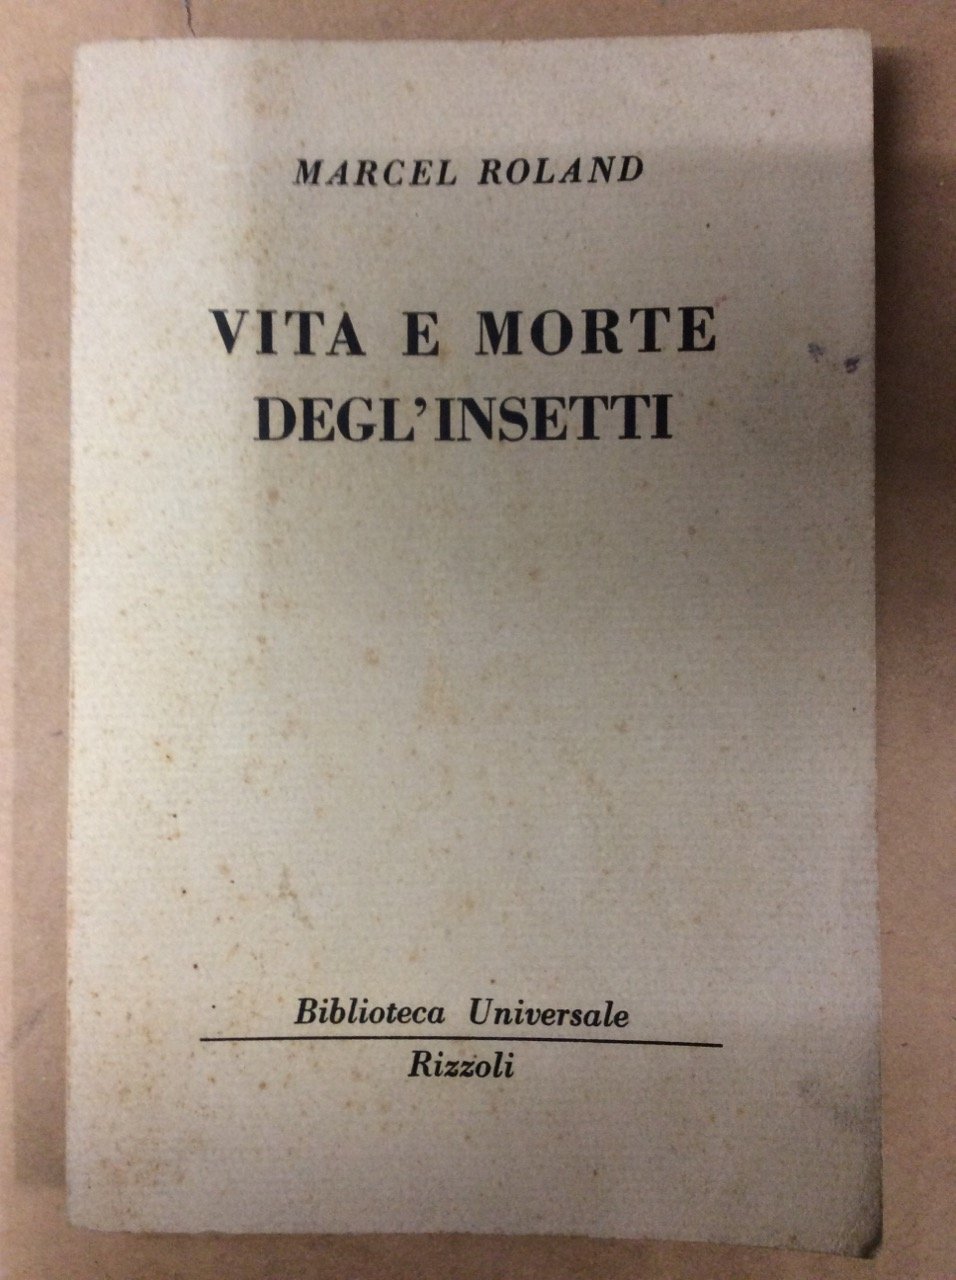 MARCEL ROLAND
VITA E MORTE
DEGL'INSETTI
Biblioteca Universale
Rizzoli